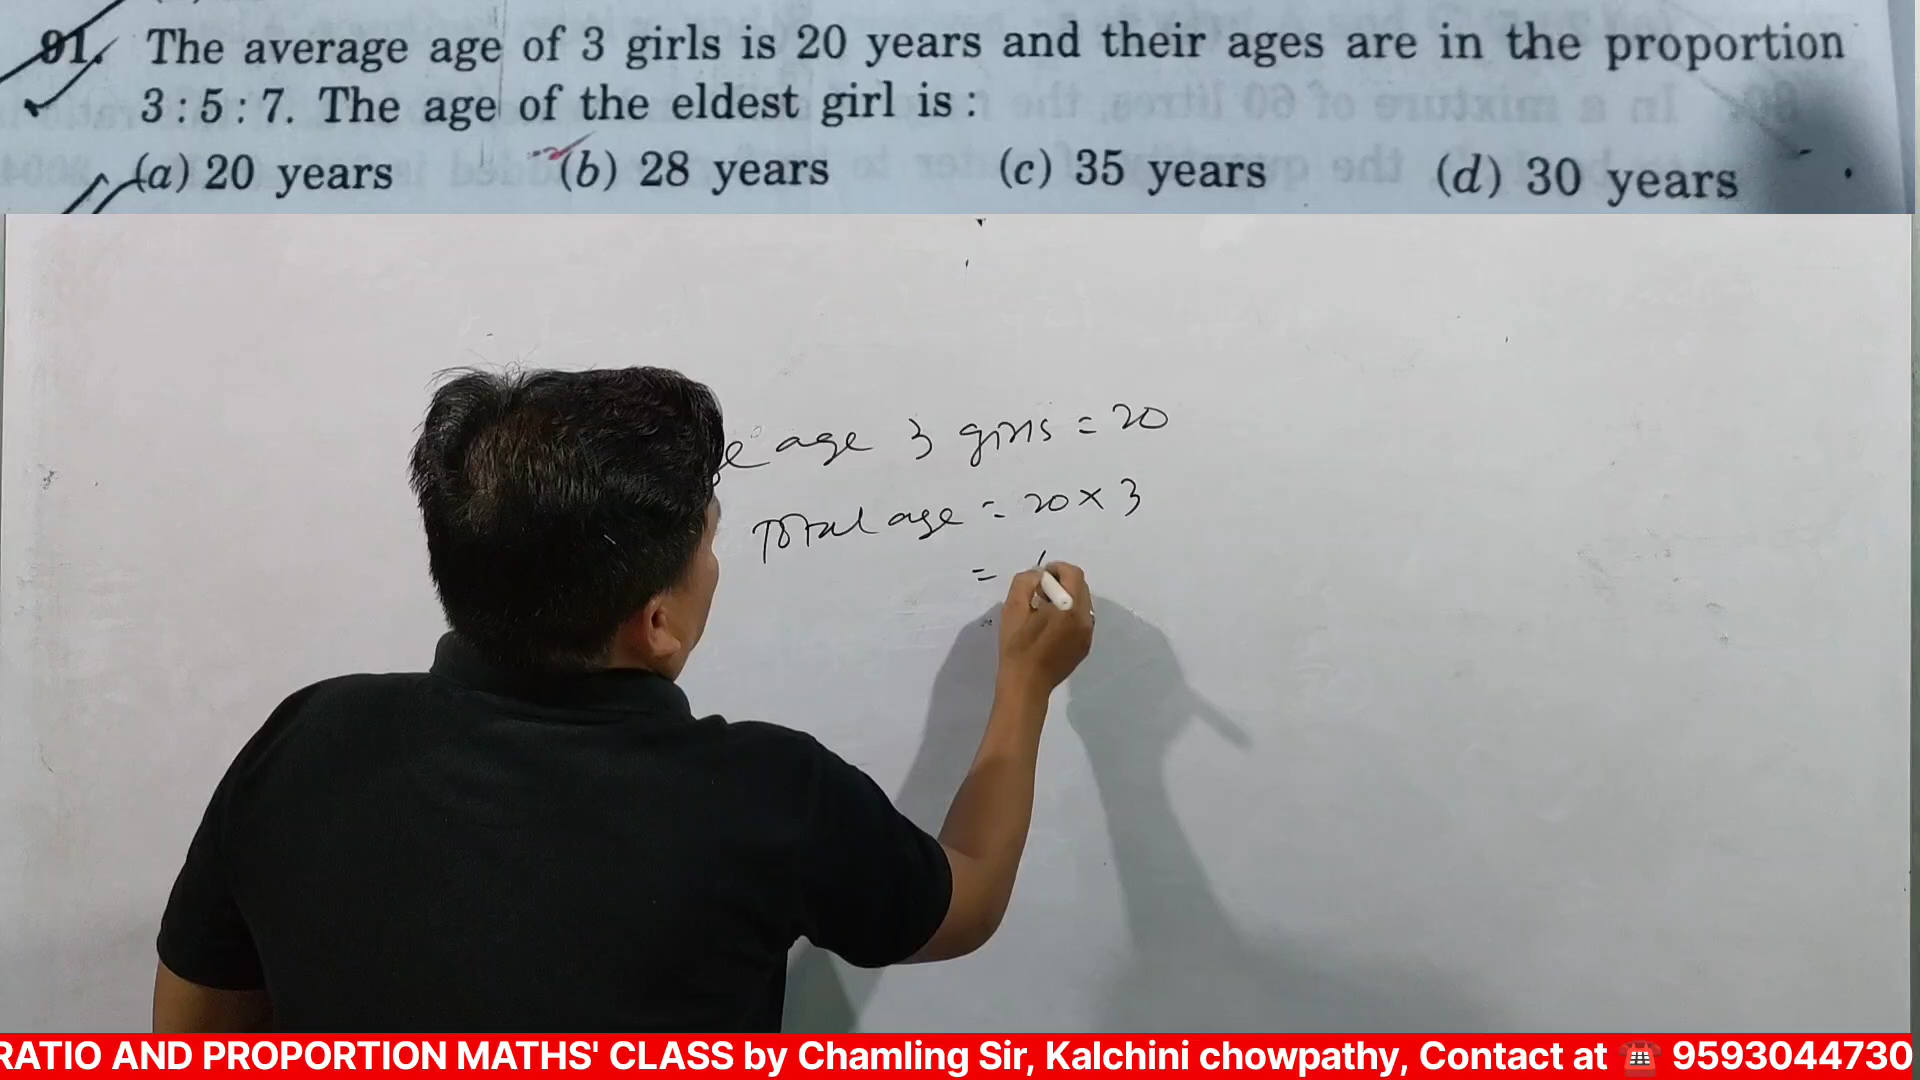 91. The average age of 3 girls is 20 years and their ages are in the proportion
3 : 5 : 7. The age of the eldest girl is :
(a) 20 years (b) 28 years (c) 35 years (d) 30 years
age 3 girls = 20
Total age = 20 × 3
=
RATIO AND PROPORTION MATHS' CLASS by Chamling Sir, Kalchini chowpathy, Contact at ☎ 9593044730